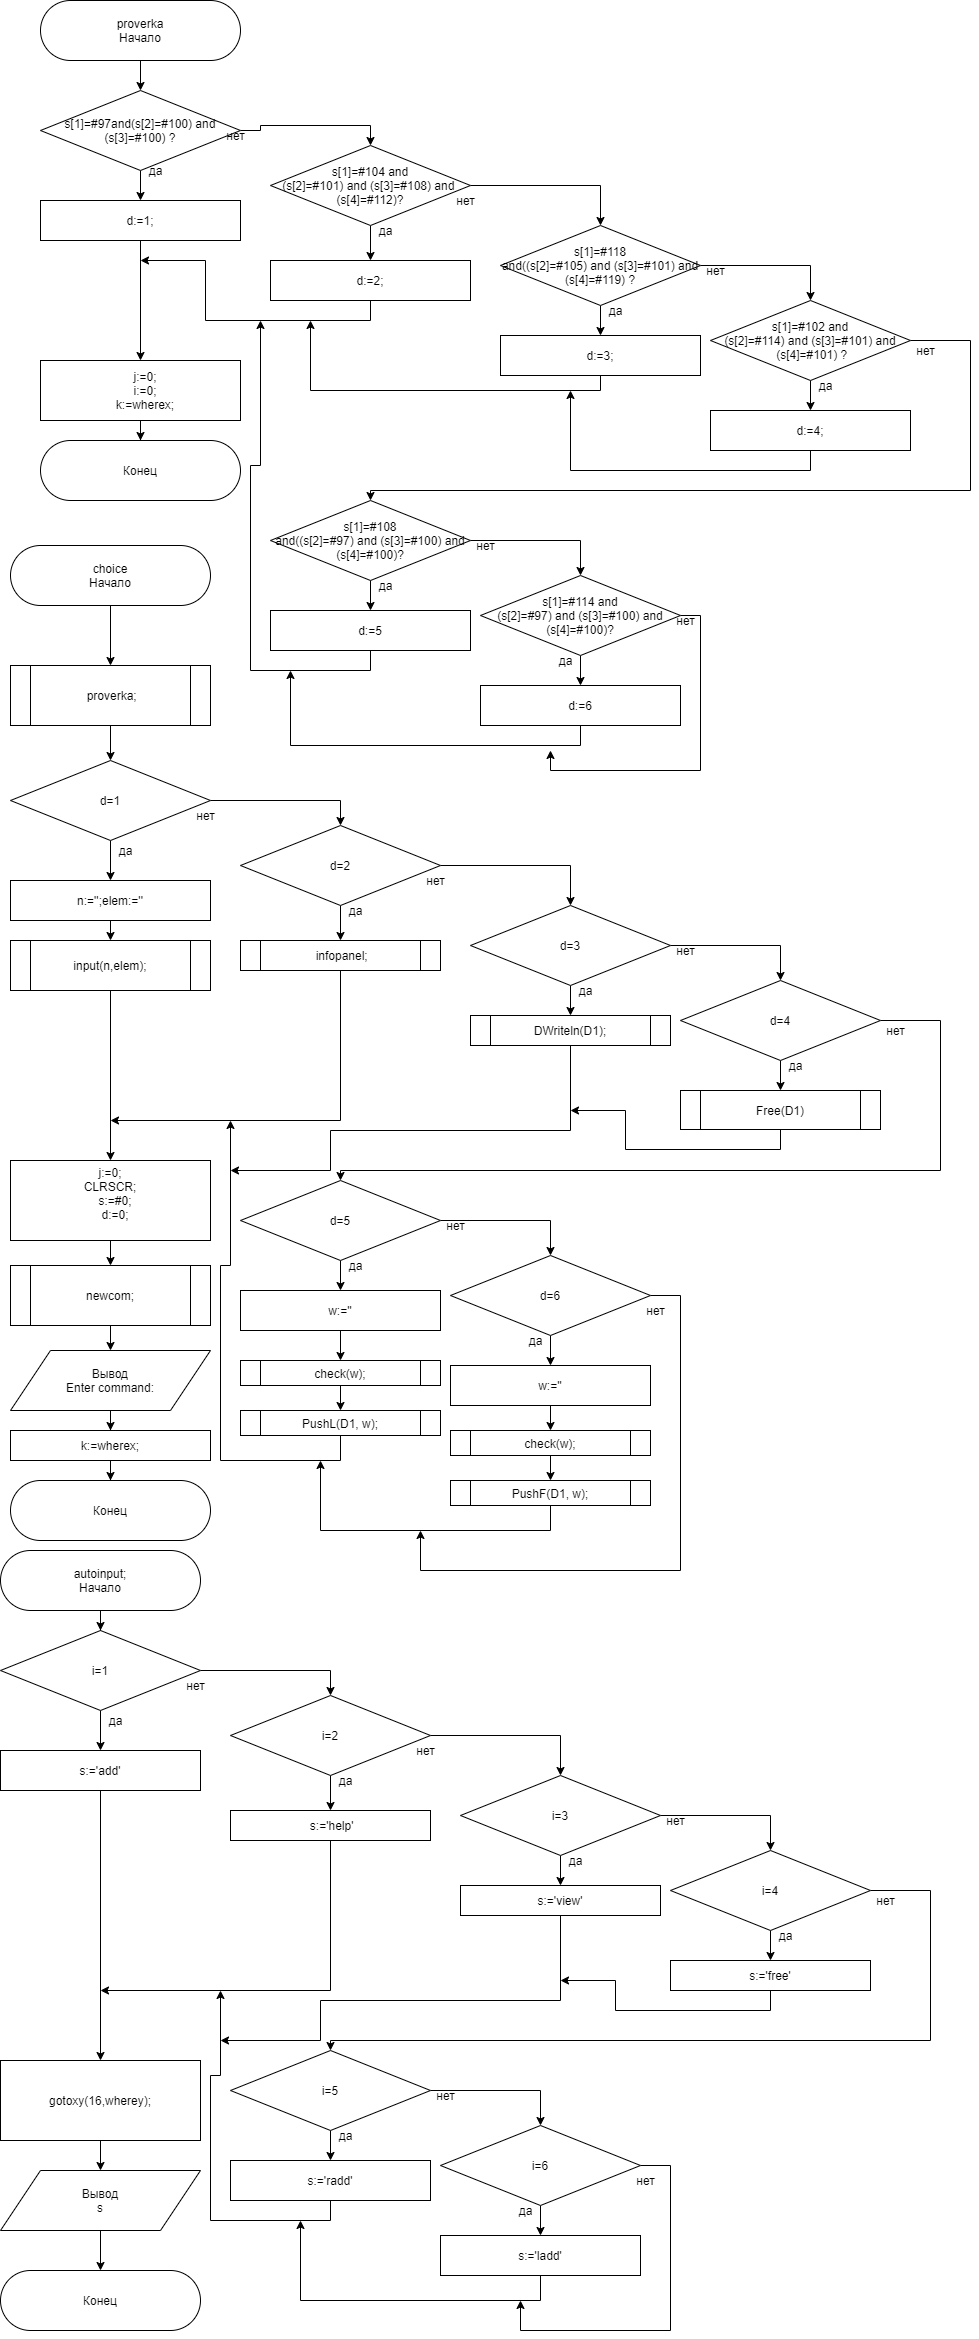 proverka
Начало
s[1]=#97and(s[2]=#100) and
(s[3]=#100) ?
нет
да
d:=1;
s[1]=#104 and
(s[2]=#101) and (s[3]=#108) and
(s[4]=#112)?
нет
да
d:=2;
s[1]=#118
and((s[2]=#105) and (s[3]=#101) and
(s[4]=#119) ?
нет
да
d:=3;
s[1]=#102 and
(s[2]=#114) and (s[3]=#101) and
(s[4]=#101) ?
нет
да
d:=4;
j:=0;
i:=0;
k:=wherex;
Конец
s[1]=#108
and((s[2]=#97) and (s[3]=#100) and
(s[4]=#100)?
нет
да
d:=5
s[1]=#114 and
(s[2]=#97) and (s[3]=#100) and
(s[4]=#100)?
нет
да
d:=6
choice
Начало
proverka;
d=1
нет
да
n:='';elem:=''
input(n,elem);
d=2
нет
да
infopanel;
d=3
нет
да
DWriteln(D1);
d=4
нет
да
Free(D1)
j:=0;
CLRSCR;
s:=#0;
d:=0;
newcom;
Вывод
Enter command:
k:=wherex;
Конец
d=5
нет
да
w:=''
check(w);
PushL(D1, w);
d=6
нет
да
w:=''
check(w);
PushF(D1, w);
autoinput;
Начало
i=1
нет
да
s:='add'
i=2
нет
да
s:='help'
i=3
нет
да
s:='view'
i=4
нет
да
s:='free'
gotoxy(16,wherey);
Вывод
s
Конец
i=5
нет
да
s:='radd'
i=6
нет
да
s:='ladd'